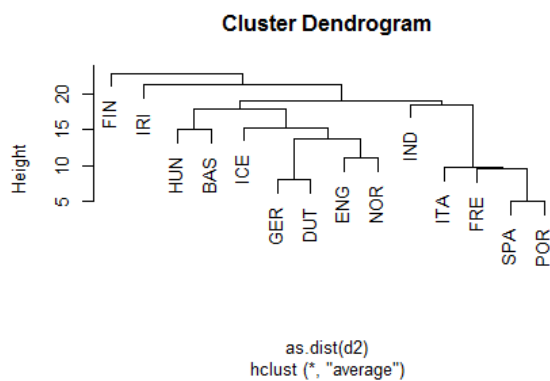 Cluster Dendrogram
Height
20
15
10
5
FIN
IRI
HUN
BAS
ICE
GER
DUT
ENG
NOR
IND
ITA
FRE
SPA
POR
as.dist(d2)
hclust (*, "average")